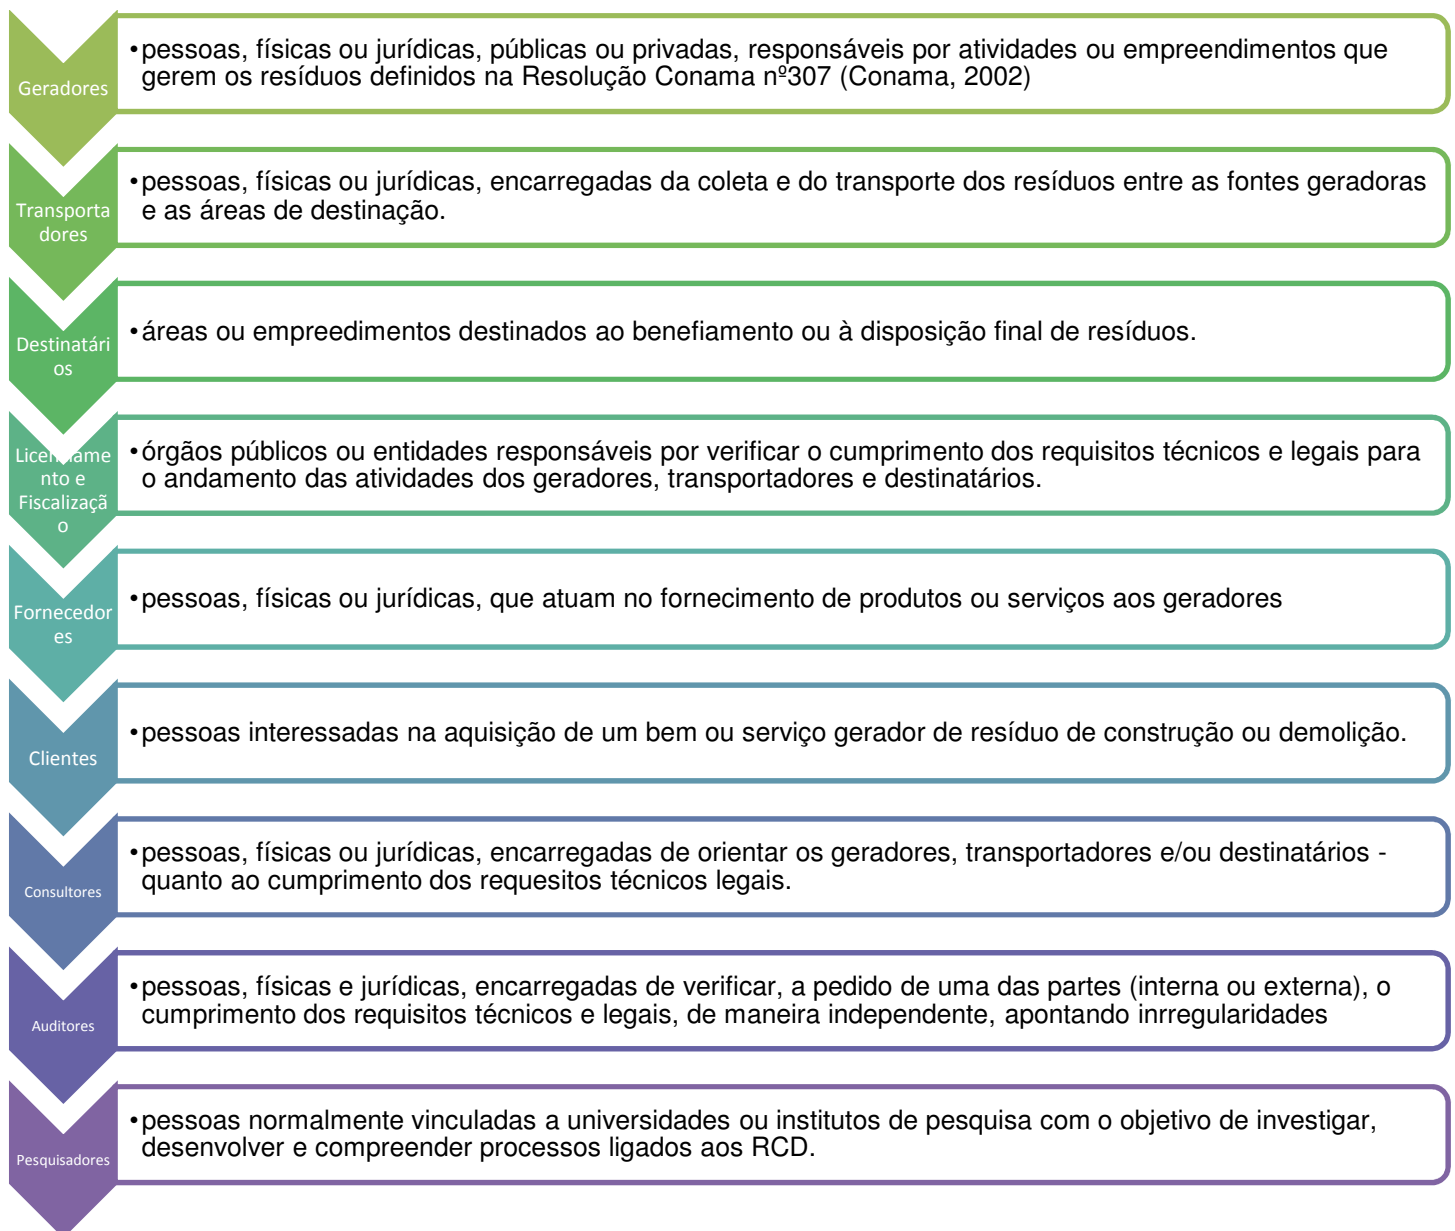 Geradores
•pessoas, físicas ou jurídicas, públicas ou privadas, responsáveis por atividades ou empreendimentos que
gerem os resíduos definidos na Resolução Conama nº307 (Conama, 2002)
Transporta
dores
•pessoas, físicas ou jurídicas, encarregadas da coleta e do transporte dos resíduos entre as fontes geradoras
e as áreas de destinação.
Destinatári
os
•áreas ou empreedimentos destinados ao benefiamento ou à disposição final de resíduos.
Licenciame
nto e
Fiscalizaçã
o
•órgãos públicos ou entidades responsáveis por verificar o cumprimento dos requisitos técnicos e legais para
o andamento das atividades dos geradores, transportadores e destinatários.
Fornecedor
es
•pessoas, físicas ou jurídicas, que atuam no fornecimento de produtos ou serviços aos geradores
Clientes
•pessoas interessadas na aquisição de um bem ou serviço gerador de resíduo de construção ou demolição.
Consultores
•pessoas, físicas ou jurídicas, encarregadas de orientar os geradores, transportadores e/ou destinatários -
quanto ao cumprimento dos requesitos técnicos legais.
Auditores
•pessoas, físicas e jurídicas, encarregadas de verificar, a pedido de uma das partes (interna ou externa), o
cumprimento dos requisitos técnicos e legais, de maneira independente, apontando inrregularidades
Pesquisadores
•pessoas normalmente vinculadas a universidades ou institutos de pesquisa com o objetivo de investigar,
desenvolver e compreender processos ligados aos RCD.